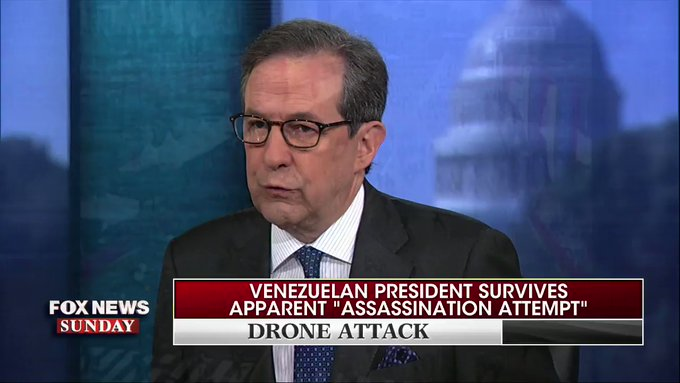 VENEZUELAN PRESIDENT SURVIVES
APPARENT "ASSASSINATION ATTEMPT"
DRONE ATTACK
FOX NEWS
SUNDAY